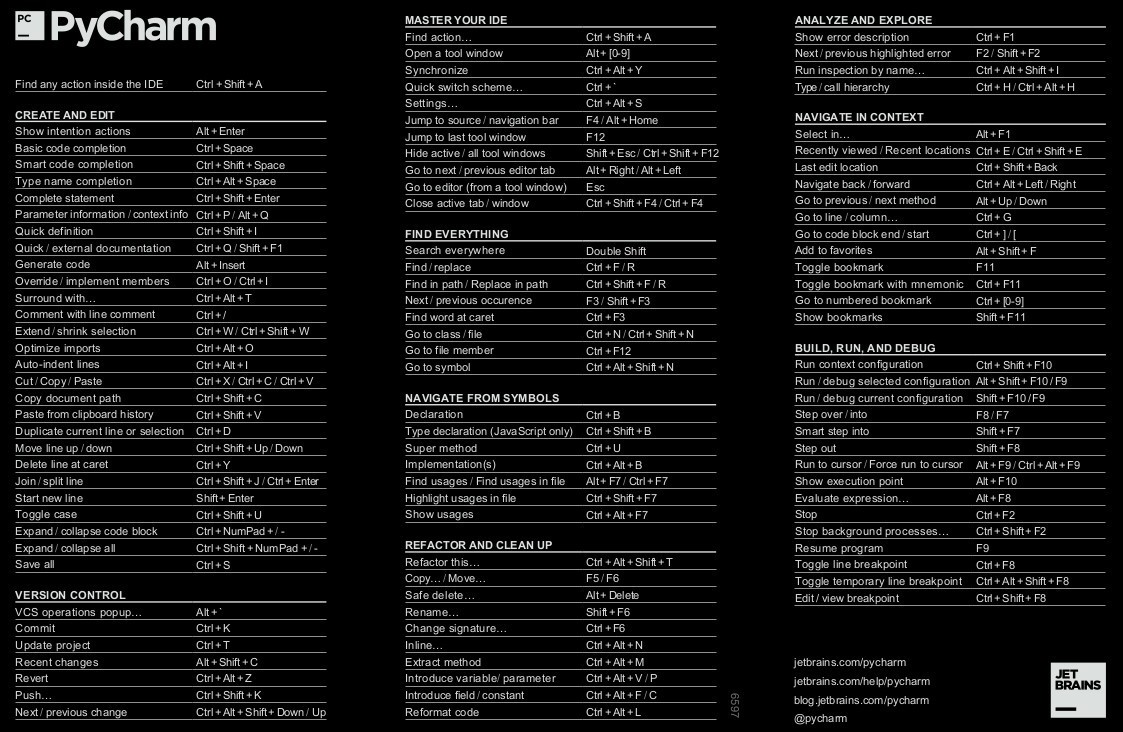 PC PyCharm
Find any action inside the IDE Ctrl + Shift + A
CREATE AND EDIT
Show intention actions Alt + Enter
Basic code completion Ctrl + Space
Smart code completion Ctrl + Shift + Space
Type name completion Ctrl + Alt + Space
Complete statement Ctrl + Shift + Enter
Parameter information / context info Ctrl + P / Alt + Q
Quick definition Ctrl + Shift + I
Quick / external documentation Ctrl + Q / Shift + F1
Generate code Alt + Insert
Override / implement members Ctrl + O / Ctrl + I
Surround with... Ctrl + Alt + T
Comment with line comment Ctrl + /
Extend / shrink selection Ctrl + W / Ctrl + Shift + W
Optimize imports Ctrl + Alt + O
Auto-indent lines Ctrl + Alt + I
Cut / Copy / Paste Ctrl + X / Ctrl + C / Ctrl + V
Copy document path Ctrl + Shift + C
Paste from clipboard history Ctrl + Shift + V
Duplicate current line or selection Ctrl + D
Move line up / down Ctrl + Shift + Up / Down
Delete line at caret Ctrl + Y
Join / split line Ctrl + Shift + J / Ctrl + Enter
Start new line Shift + Enter
Toggle case Ctrl + Shift + U
Expand / collapse code block Ctrl + NumPad + / -
Expand / collapse all Ctrl + Shift + NumPad + / -
Save all Ctrl + S
VERSION CONTROL
VCS operations popup... Alt + `
Commit Ctrl + K
Update project Ctrl + T
Recent changes Alt + Shift + C
Revert Ctrl + Alt + Z
Push... Ctrl + Shift + K
Next / previous change Ctrl + Alt + Shift + Down / Up
MASTER YOUR IDE
Find action... Ctrl + Shift + A
Open a tool window Alt + [0-9]
Synchronize Ctrl + Alt + Y
Quick switch scheme... Ctrl + `
Settings... Ctrl + Alt + S
Jump to source / navigation bar F4 / Alt + Home
Jump to last tool window F12
Hide active / all tool windows Shift + Esc / Ctrl + Shift + F12
Go to next / previous editor tab Alt + Right / Alt + Left
Go to editor (from a tool window) Esc
Close active tab / window Ctrl + Shift + F4 / Ctrl + F4
FIND EVERYTHING
Search everywhere Double Shift
Find / replace Ctrl + F / R
Find in path / Replace in path Ctrl + Shift + F / R
Next / previous occurence F3 / Shift + F3
Find word at caret Ctrl + F3
Go to class / file Ctrl + N / Ctrl + Shift + N
Go to file member Ctrl + F12
Go to symbol Ctrl + Alt + Shift + N
NAVIGATE FROM SYMBOLS
Declaration Ctrl + B
Type declaration (JavaScript only) Ctrl + Shift + B
Super method Ctrl + U
Implementation(s) Ctrl + Alt + B
Find usages / Find usages in file Alt + F7 / Ctrl + F7
Highlight usages in file Ctrl + Shift + F7
Show usages Ctrl + Alt + F7
REFACTOR AND CLEAN UP
Refactor this... Ctrl + Alt + Shift + T
Copy... / Move... F5 / F6
Safe delete... Alt + Delete
Rename... Shift + F6
Change signature... Ctrl + F6
Inline... Ctrl + Alt + N
Extract method Ctrl + Alt + M
Introduce variable/ parameter Ctrl + Alt + V / P
Introduce field / constant Ctrl + Alt + F / C
Reformat code Ctrl + Alt + L
6597
ANALYZE AND EXPLORE
Show error description Ctrl + F1
Next / previous highlighted error F2 / Shift + F2
Run inspection by name... Ctrl + Alt + Shift + I
Type / call hierarchy Ctrl + H / Ctrl + Alt + H
NAVIGATE IN CONTEXT
Select in... Alt + F1
Recently viewed / Recent locations Ctrl + E / Ctrl + Shift + E
Last edit location Ctrl + Shift + Back
Navigate back / forward Ctrl + Alt + Left / Right
Go to previous / next method Alt + Up / Down
Go to line / column... Ctrl + G
Go to code block end / start Ctrl + ] / [
Add to favorites Alt + Shift + F
Toggle bookmark F11
Toggle bookmark with mnemonic Ctrl + F11
Go to numbered bookmark Ctrl + [0-9]
Show bookmarks Shift + F11
BUILD, RUN, AND DEBUG
Run context configuration Ctrl + Shift + F10
Run / debug selected configuration Alt + Shift + F10 / F9
Run / debug current configuration Shift + F10 / F9
Step over / into F8 / F7
Smart step into Shift + F7
Step out Shift + F8
Run to cursor / Force run to cursor Alt + F9 / Ctrl + Alt + F9
Show execution point Alt + F10
Evaluate expression... Alt + F8
Stop Ctrl + F2
Stop background processes... Ctrl + Shift + F2
Resume program F9
Toggle line breakpoint Ctrl + F8
Toggle temporary line breakpoint Ctrl + Alt + Shift + F8
Edit / view breakpoint Ctrl + Shift + F8
jetbrains.com/pycharm
jetbrains.com/help/pycharm
blog.jetbrains.com/pycharm
@pycharm
JET
BRAINS